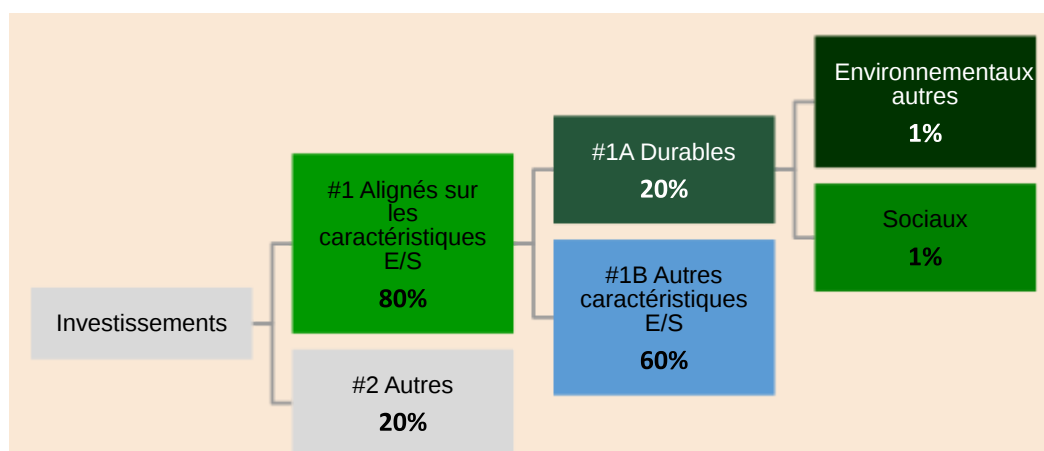 Investissements
#1 Alignés sur
les
caractéristiques
E/S
80%
#2 Autres
20%
#1A Durables
20%
#1B Autres
caractéristiques
E/S
60%
Environnementaux
autres
1%
Sociaux
1%